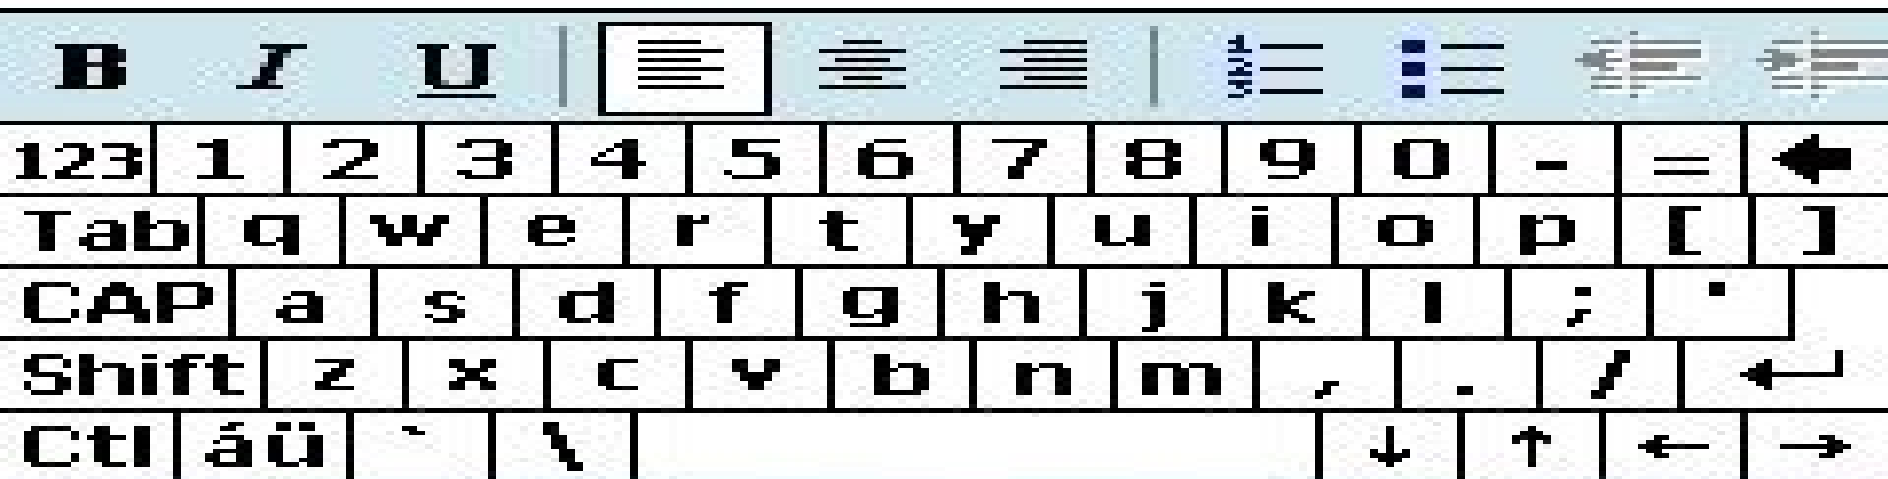 B I U
123 1 2 3 4 5 6 7 8 9 0 - =
Tab q w e r t y u i o p [ ]
CAP a s d f g h j k l ; '
Shift z x c v b n m , . /
Ctl áü ` \ ↓ ↑ ← →